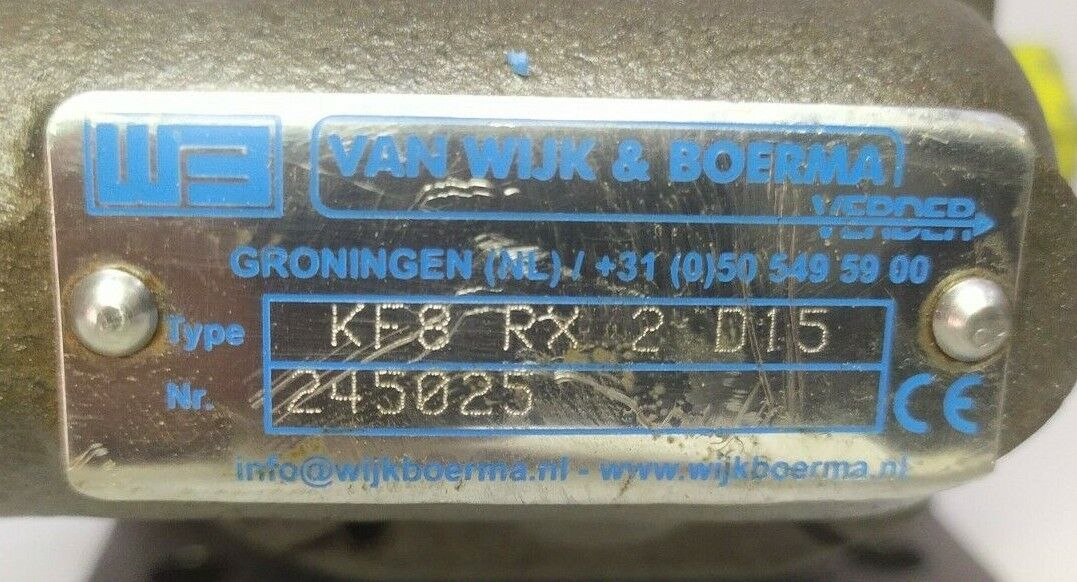 VAN WIJK & BOERMA
VERDER
GRONINGEN (NL) / +31 (0)50 549 59 00
Type KF8 RX 2 D15
Nr. 245025
CE
info@wijkboerma.nl - www.wijkboerma.nl